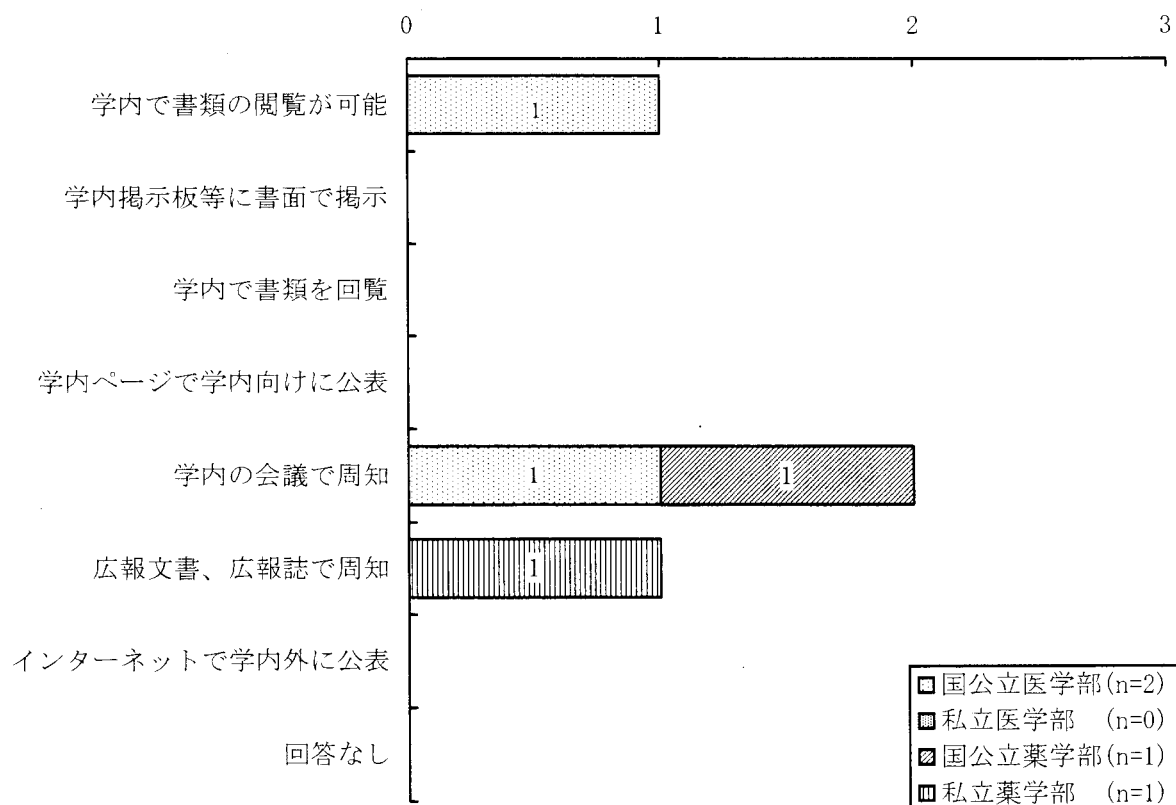 0 1 2 3
学内で書類の閲覧が可能 1
学内掲示板等に書面で掲示
学内で書類を回覧
学内ページで学内向けに公表
学内の会議で周知 1 1
広報文書、広報誌で周知 1
インターネットで学内外に公表
回答なし
国公立医学部(n=2)
私立医学部 (n=0)
国公立薬学部(n=1)
私立薬学部 (n=1)